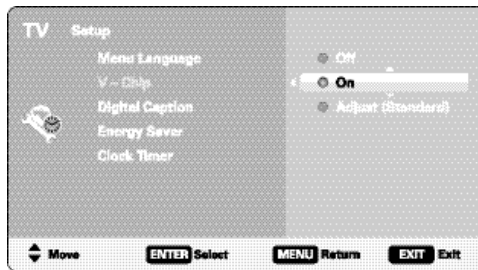 TV Setup
Menu Language
Off
V - Chip
On
Digital Caption
Adjust (Standard)
Energy Saver
Clock Timer
Move ENTER Select MENU Return EXIT Exit